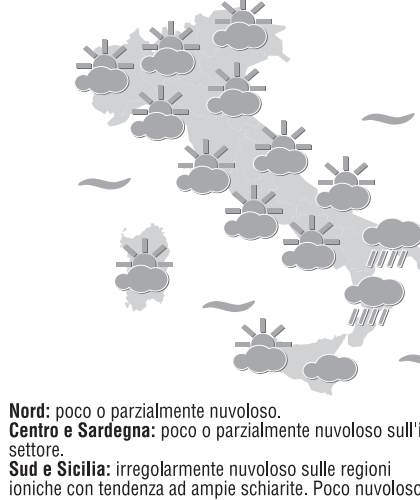 Nord: poco o parzialmente nuvoloso.
Centro e Sardegna: poco o parzialmente nuvoloso
settore.
Sud e Sicilia: irregolarmente nuvoloso sulle regioni
ioniche con tendenza ad ampie schiarite. Poco nuvoloso